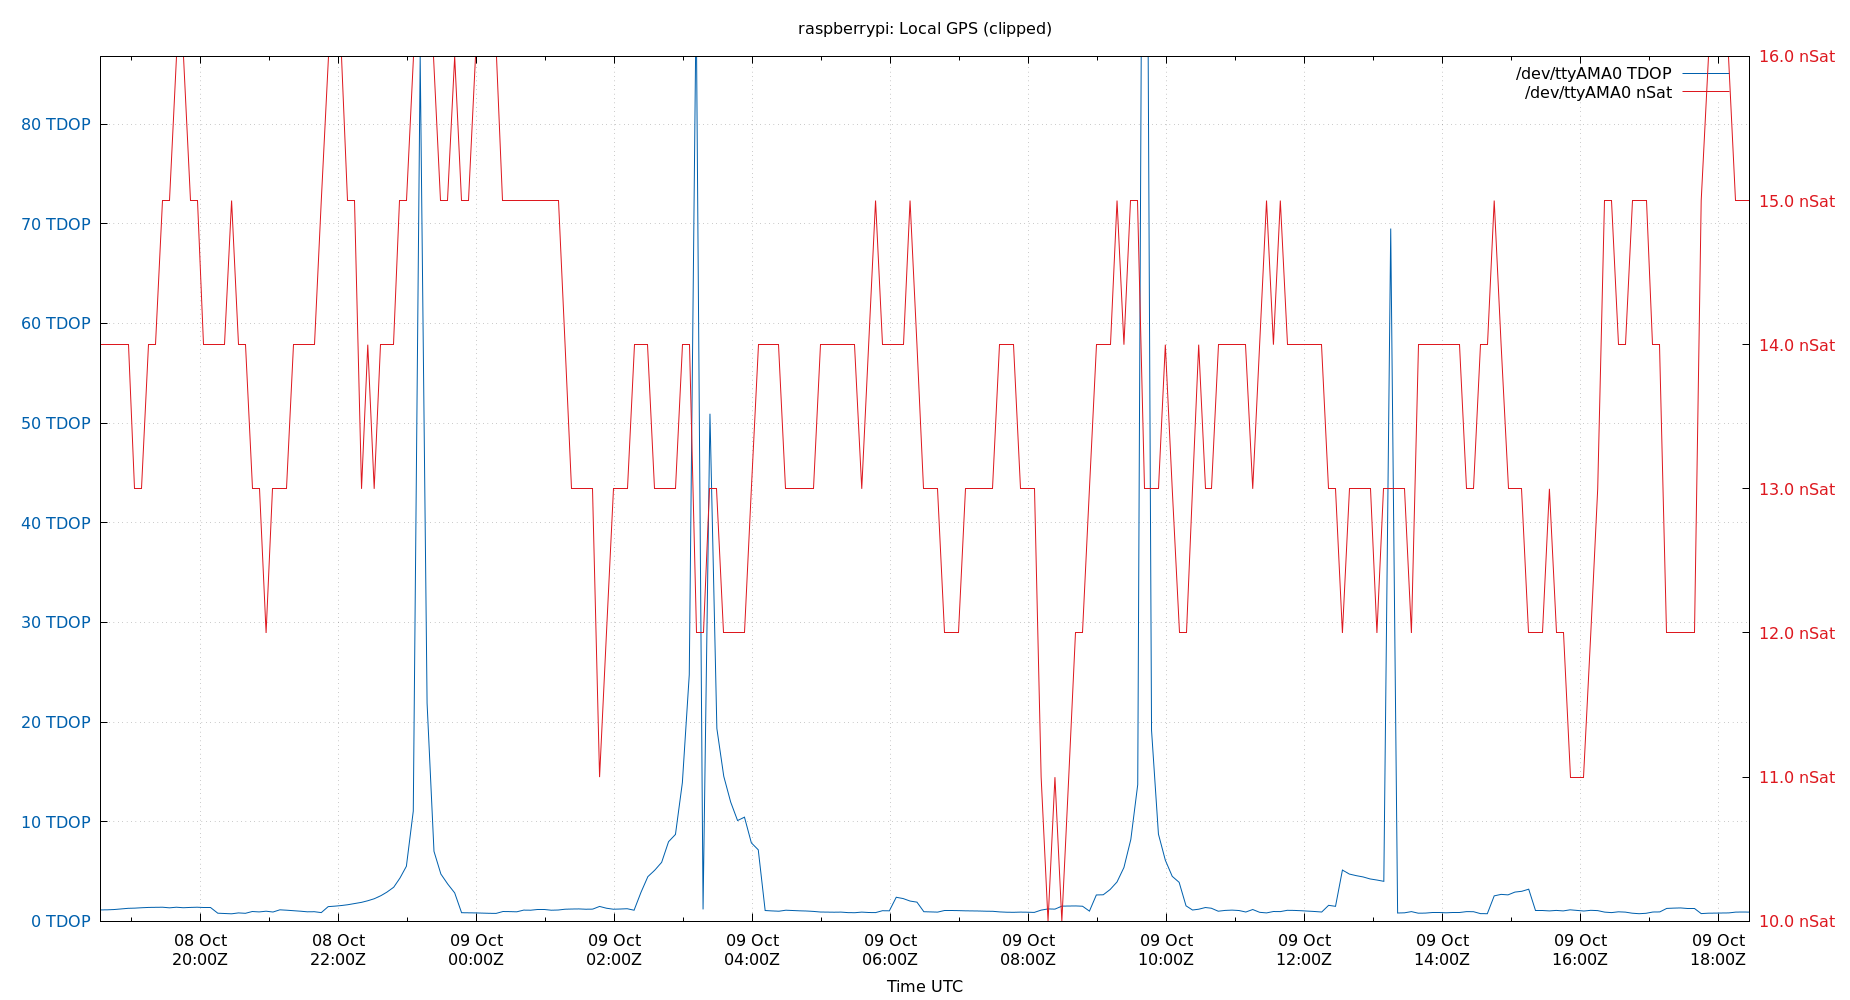 raspberrypi: Local GPS (clipped)
/dev/ttyAMA0 TDOP
/dev/ttyAMA0 nSat
80 TDOP
70 TDOP
60 TDOP
50 TDOP
40 TDOP
30 TDOP
20 TDOP
10 TDOP
0 TDOP
16.0 nSat
15.0 nSat
14.0 nSat
13.0 nSat
12.0 nSat
11.0 nSat
10.0 nSat
08 Oct
20:00Z
08 Oct
22:00Z
09 Oct
00:00Z
09 Oct
02:00Z
09 Oct
04:00Z
09 Oct
06:00Z
09 Oct
08:00Z
09 Oct
10:00Z
09 Oct
12:00Z
09 Oct
14:00Z
09 Oct
16:00Z
09 Oct
18:00Z
Time UTC